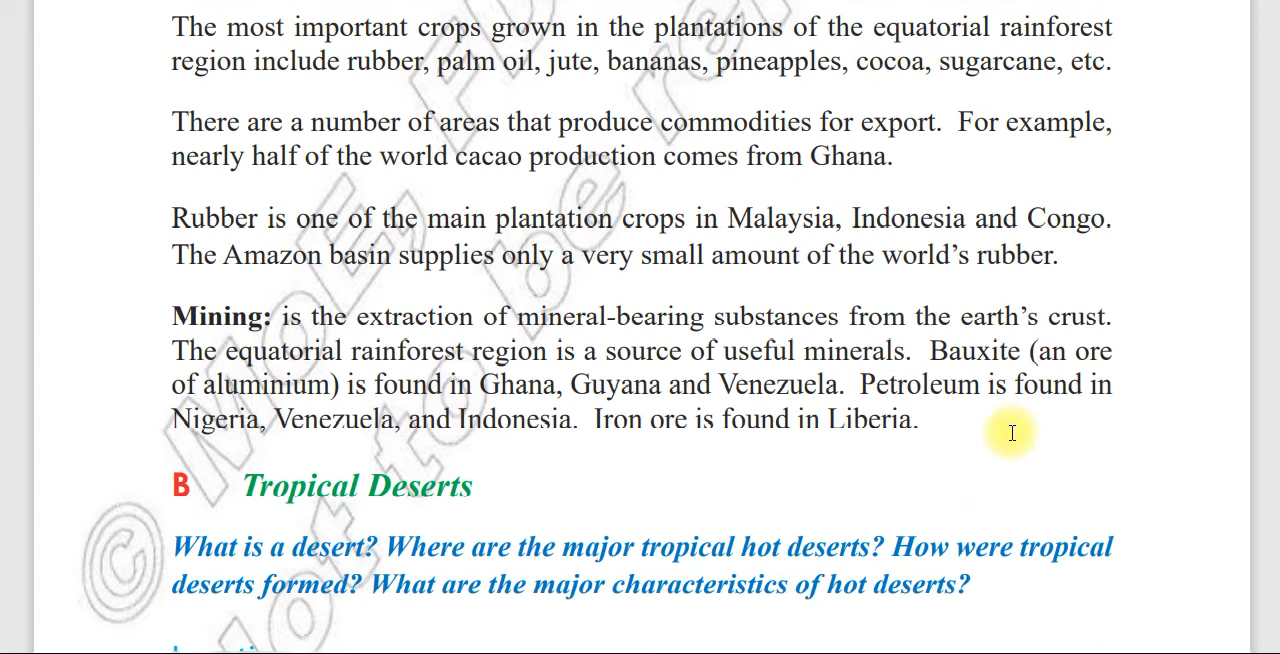 The most important crops grown in the plantations of the equatorial rainforest
region include rubber, palm oil, jute, bananas, pineapples, cocoa, sugarcane, etc.
There are a number of areas that produce commodities for export. For example,
nearly half of the world cacao production comes from Ghana.
Rubber is one of the main plantation crops in Malaysia, Indonesia and Congo.
The Amazon basin supplies only a very small amount of the world's rubber.
Mining: is the extraction of mineral-bearing substances from the earth's crust.
The equatorial rainforest region is a source of useful minerals. Bauxite (an ore
of aluminium) is found in Ghana, Guyana and Venezuela. Petroleum is found in
Nigeria, Venezuela, and Indonesia. Iron ore is found in Liberia.
B Tropical Deserts
What is a desert? Where are the major tropical hot deserts? How were tropical
deserts formed? What are the major characteristics of hot deserts?
© MoE,
Not to be